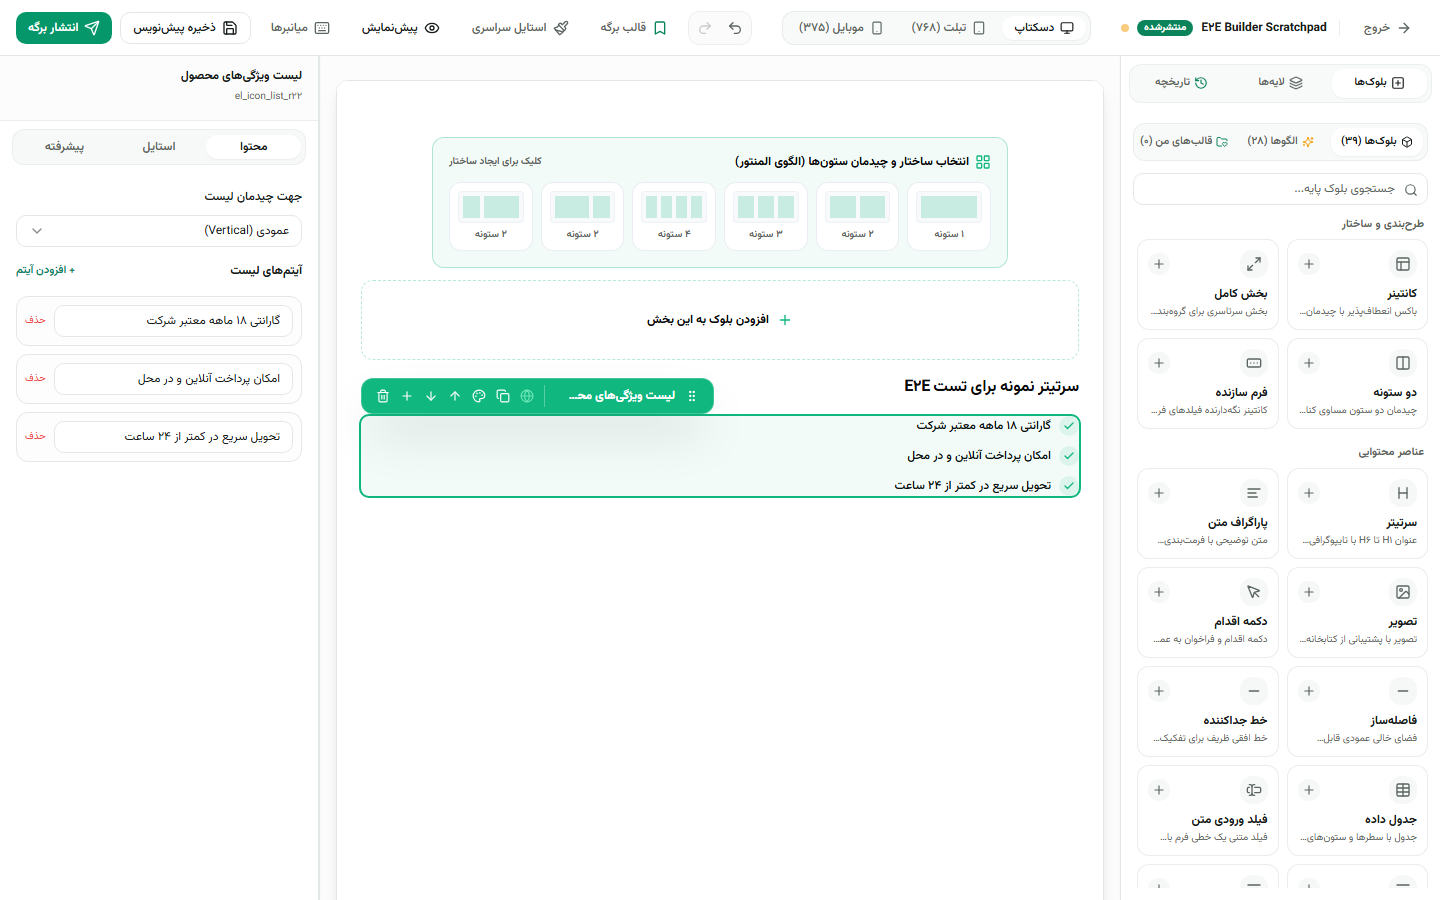 خروج
E۲E Builder Scratchpad
منتشرشده
دسکتاپ
تبلت (۷۶۸)
موبایل (۳۷۵)
قالب برگه
استایل سراسری
پیش‌نمایش
میانبرها
ذخیره پیش‌نویس
انتشار برگه
بلوک‌ها
لایه‌ها
تاریخچه
بلوک‌ها (۳۹)
الگوها (۲۸)
قالب‌های من (۰)
جستجوی بلوک پایه...
طرح‌بندی و ساختار
کانتینر
باکس انعطاف‌پذیر با چیدمان...
بخش کامل
بخش سرتاسری برای گروه‌بند...
دو ستونه
چیدمان دو ستون مساوی کنا...
فرم سازنده
کانتینر نگه‌دارنده فیلدهای فر...
عناصر محتوایی
سرتیتر
عنوان H۱ تا H۶ با تایپوگرافی...
پاراگراف متن
متن توضیحی با فرمت‌بندی...
تصویر
تصویر با پشتیبانی از کتابخانه...
دکمه اقدام
دکمه اقدام و فراخوان به عم...
فاصله‌ساز
فضای خالی عمودی قابل...
خط جداکننده
خط افقی ظریف برای تفکیک...
جدول داده
جدول با سطرها و ستون‌های...
فیلد ورودی متن
فیلد متنی یک خطی فرم با...
انتخاب ساختار و چیدمان ستون‌ها (الگوی المنتور)
کلیک برای ایجاد ساختار
۱ ستونه
۲ ستونه
۳ ستونه
۴ ستونه
۲ ستونه
۲ ستونه
افزودن بلوک به این بخش
سرتیتر نمونه برای تست E۲E
لیست ویژگی‌های مح...
گارانتی ۱۸ ماهه معتبر شرکت
امکان پرداخت آنلاین و در محل
تحویل سریع در کمتر از ۲۴ ساعت
لیست ویژگی‌های محصول
el_icon_list_r۲۲
محتوا
استایل
پیشرفته
جهت چیدمان لیست
عمودی (Vertical)
آیتم‌های لیست
+ افزودن آیتم
گارانتی ۱۸ ماهه معتبر شرکت
حذف
امکان پرداخت آنلاین و در محل
حذف
تحویل سریع در کمتر از ۲۴ ساعت
حذف